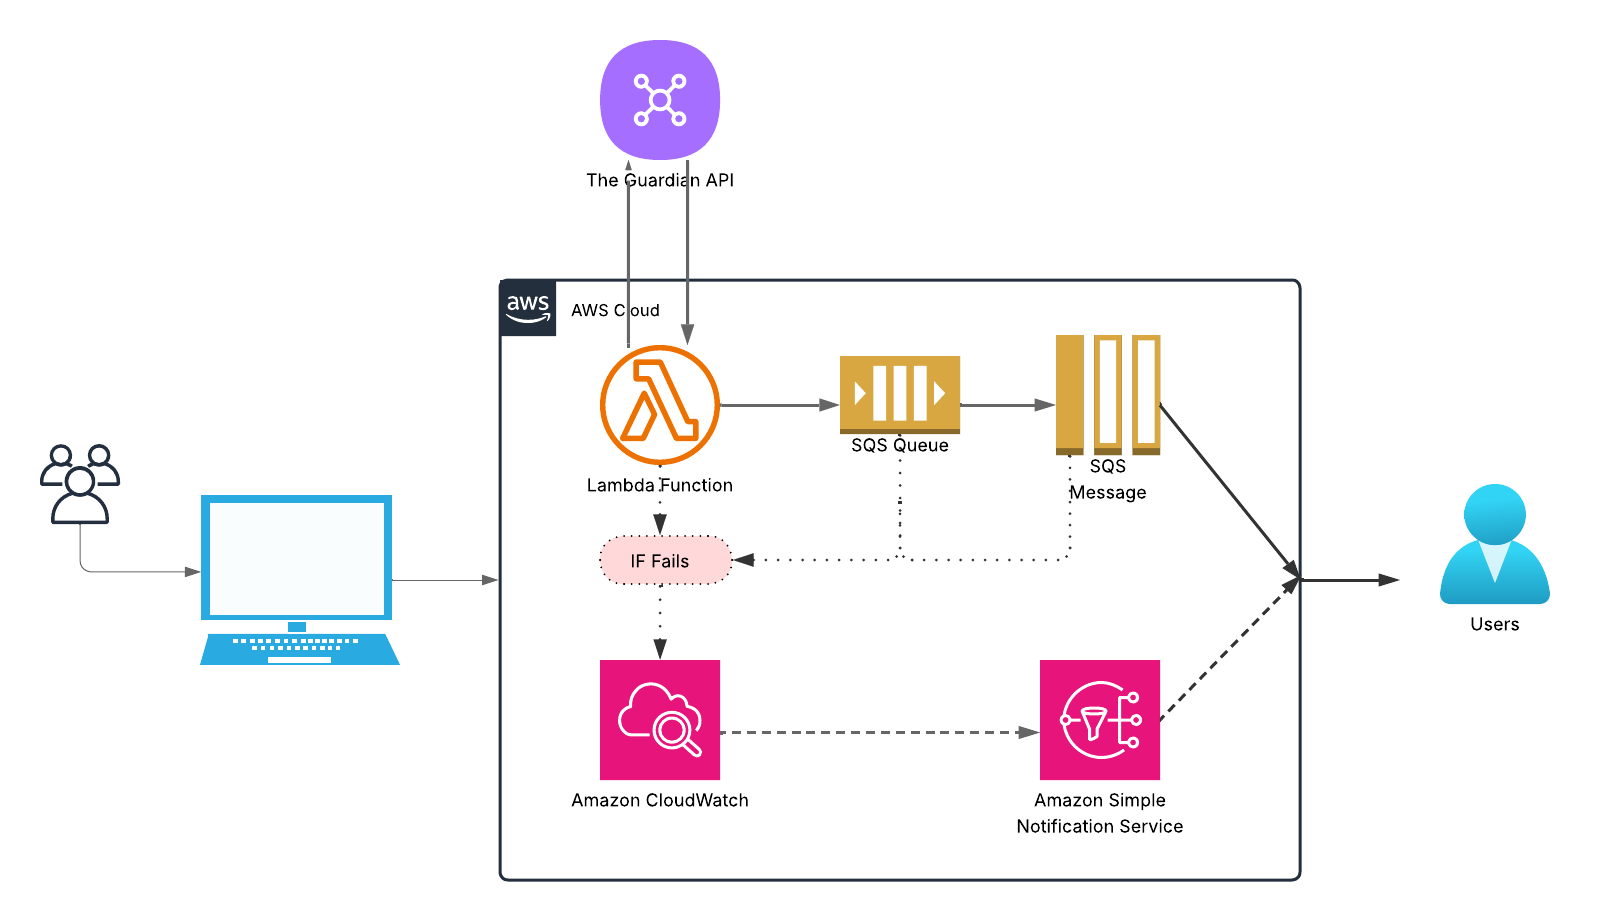 The Guardian API
aws
AWS Cloud
SQS Queue
SQS
Message
Lambda Function
IF Fails
Users
Amazon CloudWatch
Amazon Simple
Notification Service